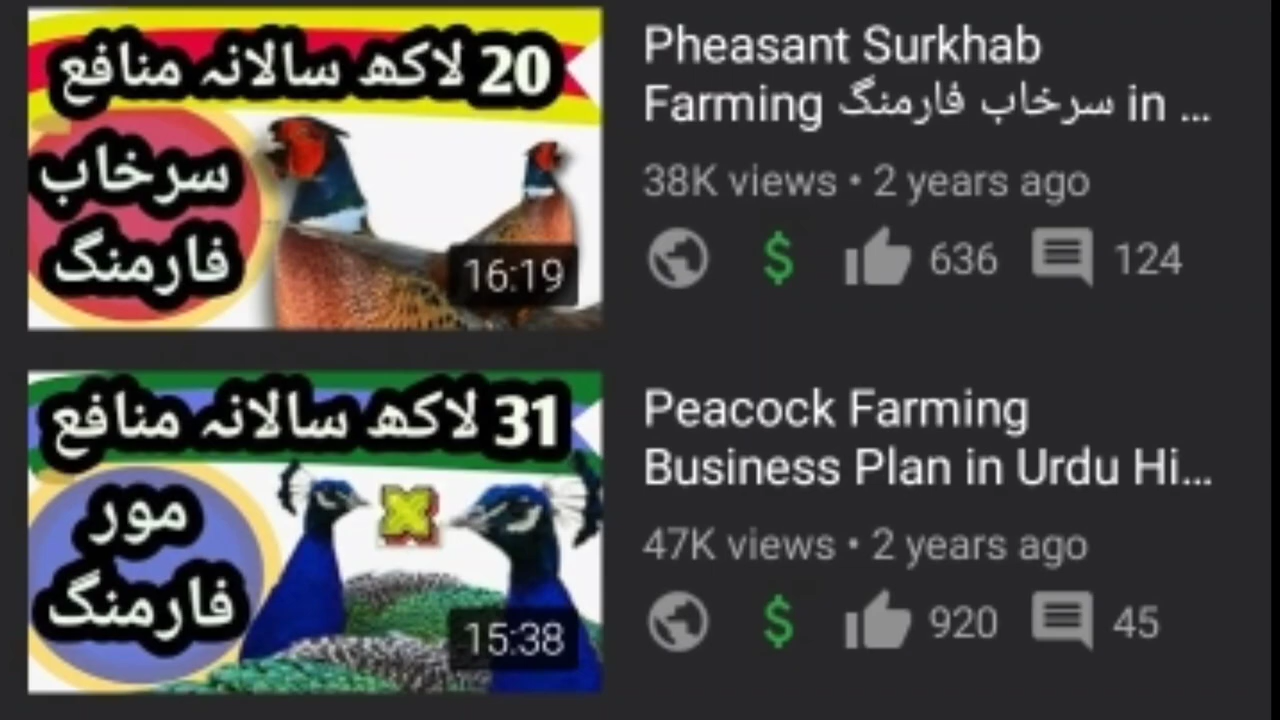 20 لاکھ سالانہ منافع
سرخاب
فارمنگ
16:19
Pheasant Surkhab
Farming سرخاب فارمنگ in ...
38K views • 2 years ago
$ 636 124
31 لاکھ سالانہ منافع
مور
فارمنگ
15:38
Peacock Farming
Business Plan in Urdu Hi...
47K views • 2 years ago
$ 920 45